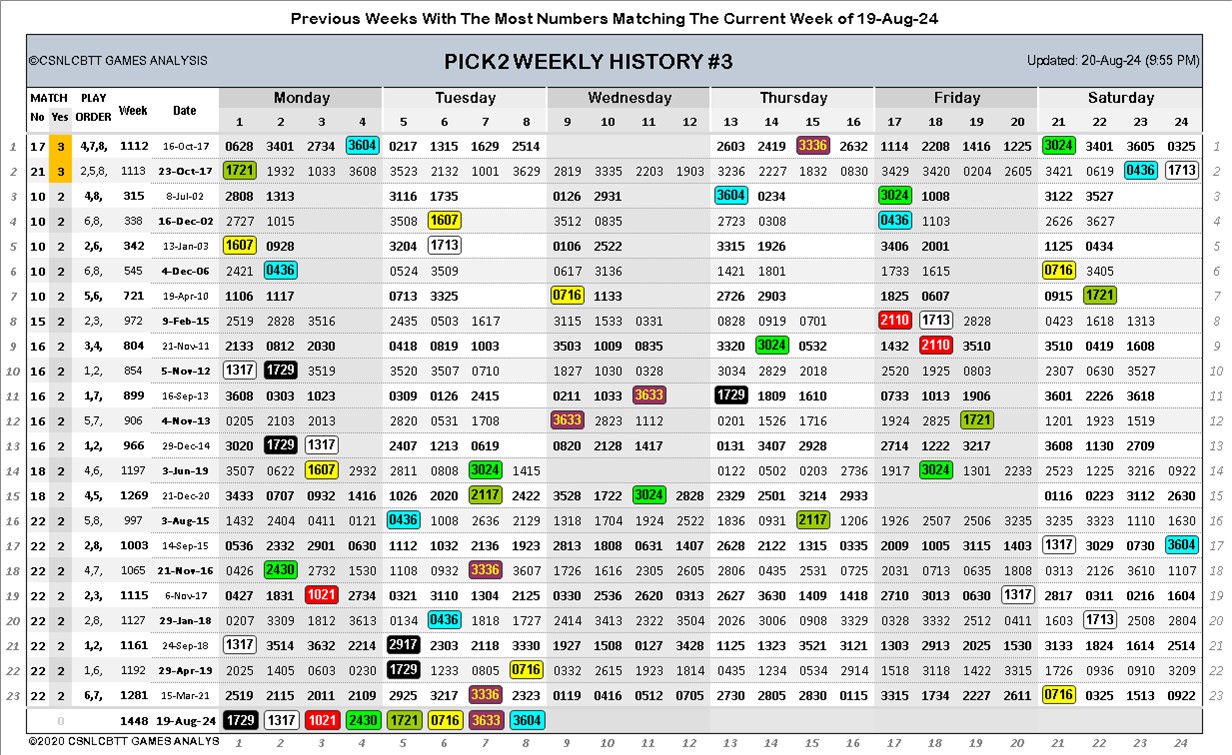 Previous Weeks With The Most Numbers Matching The Current Week of 19-Aug-24
©CSNLCBTT GAMES ANALYSIS PICK2 WEEKLY HISTORY #3 Updated: 20-Aug-24 (9:55 PM)
MATCH PLAY Week Date Monday Tuesday Wednesday Thursday Friday Saturday
No Yes ORDER 1 2 3 4 5 6 7 8 9 10 11 12 13 14 15 16 17 18 19 20 21 22 23 24
1 17 3 4,7,8, 1112 16-Oct-17 0628 3401 2734 3604 0217 1315 1629 2514 2603 2419 3336 2632 1114 2208 1416 1225 3024 3401 3605 0325 1
2 21 3 2,5,8, 1113 23-Oct-17 1721 1932 1033 3608 3523 2132 1001 3629 2819 3335 2203 1903 3236 2227 1832 0830 3429 3420 0204 2605 3421 0619 0436 1713 2
3 10 2 4,8, 315 8-Jul-02 2808 1313 3116 1735 0126 2931 3604 0234 3024 1008 3122 3527 3
4 10 2 6,8, 338 16-Dec-02 2727 1015 3508 1607 3512 0835 2723 0308 0436 1103 2626 3627 4
5 10 2 2,6, 342 13-Jan-03 1607 0928 3204 1713 0106 2522 3315 1926 3406 2001 1125 0434 5
6 10 2 6,8, 545 4-Dec-06 2421 0436 0524 3509 0617 3136 1421 1801 1733 1615 0716 3405 6
7 10 2 5,6, 721 19-Apr-10 1106 1117 0713 3325 0716 1133 2726 2903 1825 0607 0915 1721 7
8 15 2 2,3, 972 9-Feb-15 2519 2828 3516 2435 0503 1617 3115 1533 0331 0828 0919 0701 2110 1713 2828 0423 1618 1313 8
9 16 2 3,4, 804 21-Nov-11 2133 0812 2030 0418 0819 1003 3503 1009 0835 3320 3024 0532 1432 2110 3510 3510 0419 1608 9
10 16 2 1,2, 854 5-Nov-12 1317 1729 3519 3520 3507 0710 1827 1030 0328 3034 2829 2018 2520 1925 0803 2307 0630 3527 10
11 16 2 1,7, 899 16-Sep-13 3608 0303 1023 0309 0126 2415 0211 1033 3633 1729 1809 1610 0733 1013 1906 3601 2226 3618 11
12 16 2 5,7, 906 4-Nov-13 0205 2103 2013 2820 0531 1708 3633 2823 1112 0201 1526 1716 1924 2825 1721 1201 1923 1519 12
13 16 2 1,2, 966 29-Dec-14 3020 1729 1317 2407 1213 0619 0820 2128 1417 0131 3407 2928 2714 1222 3217 3608 1130 2709 13
14 18 2 4,6, 1197 3-Jun-19 3507 0622 1607 2932 2811 0808 3024 1415 0122 0502 0203 2736 1917 3024 1301 2233 2523 1225 3216 0922 14
15 18 2 4,5, 1269 21-Dec-20 3433 0707 0932 1416 1026 2020 2117 2422 3528 1722 3024 2828 2329 2501 3214 2933 0116 0223 3112 2630 15
16 22 2 5,8, 997 3-Aug-15 1432 2404 0411 0121 0436 1008 2636 2129 1318 1704 1924 2522 1836 0931 2117 1206 1926 2507 2506 3235 3235 3323 1110 1630 16
17 22 2 2,8, 1003 14-Sep-15 0536 2332 2901 0630 1112 1032 2136 1923 2813 1808 0631 1407 2628 2122 1315 0335 2009 1005 3115 1403 1317 3029 0730 3604 17
18 22 2 4,7, 1065 21-Nov-16 0426 2430 2732 1530 1108 0932 3336 3607 1726 1616 2305 2605 2806 0435 2531 0725 2031 0713 0635 1808 0313 2126 3610 1107 18
19 22 2 2,3, 1115 6-Nov-17 0427 1831 1021 2734 0321 3110 1304 2125 0330 2536 2620 0313 2627 3630 1409 1418 2710 3013 0630 1317 2817 0311 0216 1604 19
20 22 2 2,8, 1127 29-Jan-18 0207 3309 1812 3613 0134 0436 1818 1727 2414 3413 2322 3504 2026 3006 0908 3329 0328 3332 2512 0411 1603 1713 2508 2804 20
21 22 2 1,2, 1161 24-Sep-18 1317 3514 3632 2214 2917 2303 2118 3330 1927 1508 0127 3428 1125 1323 3521 3121 1303 2913 2025 1530 3133 1824 1614 2514 21
22 22 2 1,6, 1192 29-Apr-19 2025 1405 0603 0230 1729 1233 0805 0716 0332 2615 1923 1814 0435 1234 0534 2914 1518 3118 1422 3315 1726 0936 0910 3209 22
23 22 2 6,7, 1281 15-Mar-21 2519 2115 2011 2109 2925 3217 3336 2323 0119 0416 0512 0705 2730 2805 2830 0115 3315 1734 2227 2611 0716 0325 1513 0922 23
0 1448 19-Aug-24 1729 1317 1021 2430 1721 0716 3633 3604
©2020 CSNLCBTT GAMES ANALYS 1 2 3 4 5 6 7 8 9 10 11 12 13 14 15 16 17 18 19 20 21 22 23 24